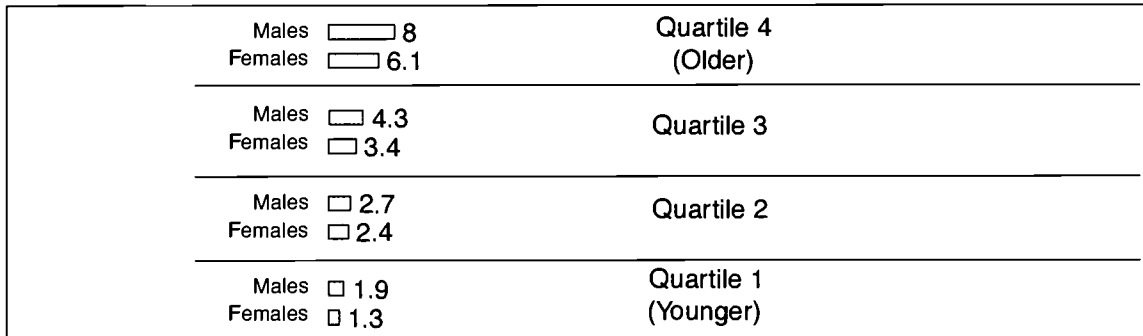 Males 8 Quartile 4
Females 6.1 (Older)
Males 4.3 Quartile 3
Females 3.4
Males 2.7 Quartile 2
Females 2.4
Males 1.9 Quartile 1
Females 1.3 (Younger)